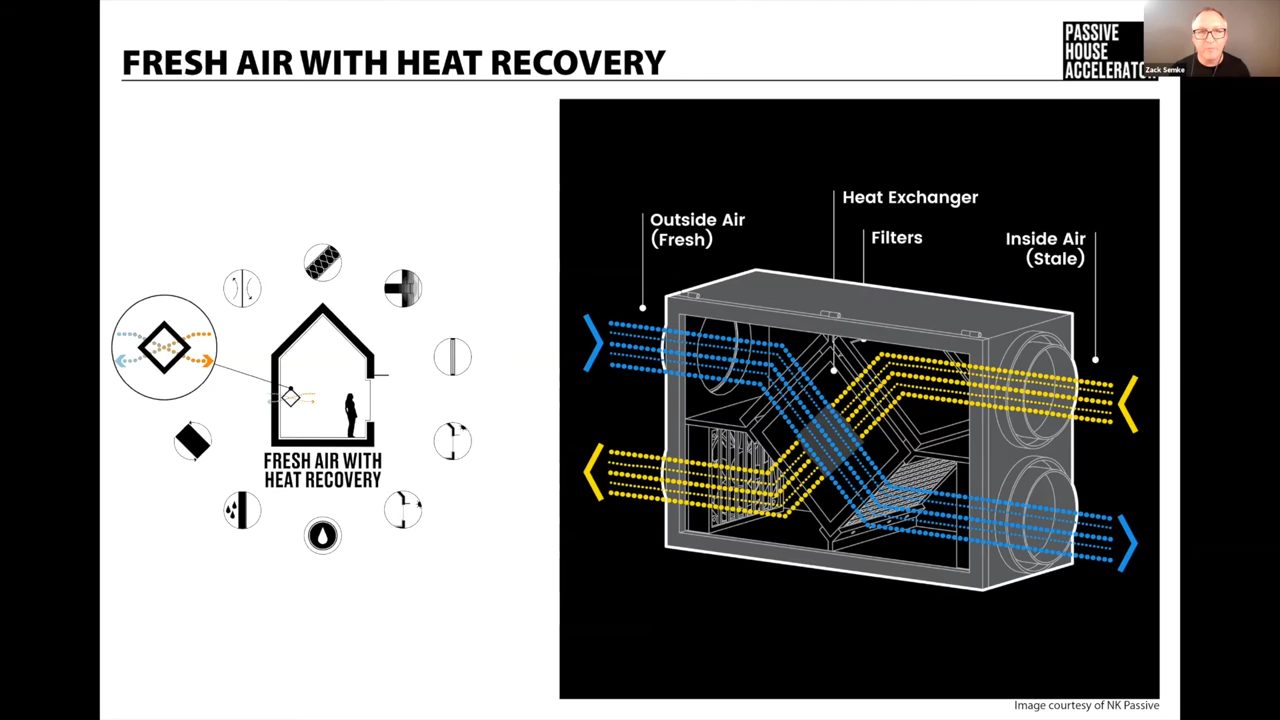 FRESH AIR WITH HEAT RECOVERY
PASSIVE
HOUSE
ACCELERATOR
Zack Semke
Heat Exchanger
Outside Air
(Fresh)
Filters
Inside Air
(Stale)
FRESH AIR WITH
HEAT RECOVERY
Image courtesy of NK Passive